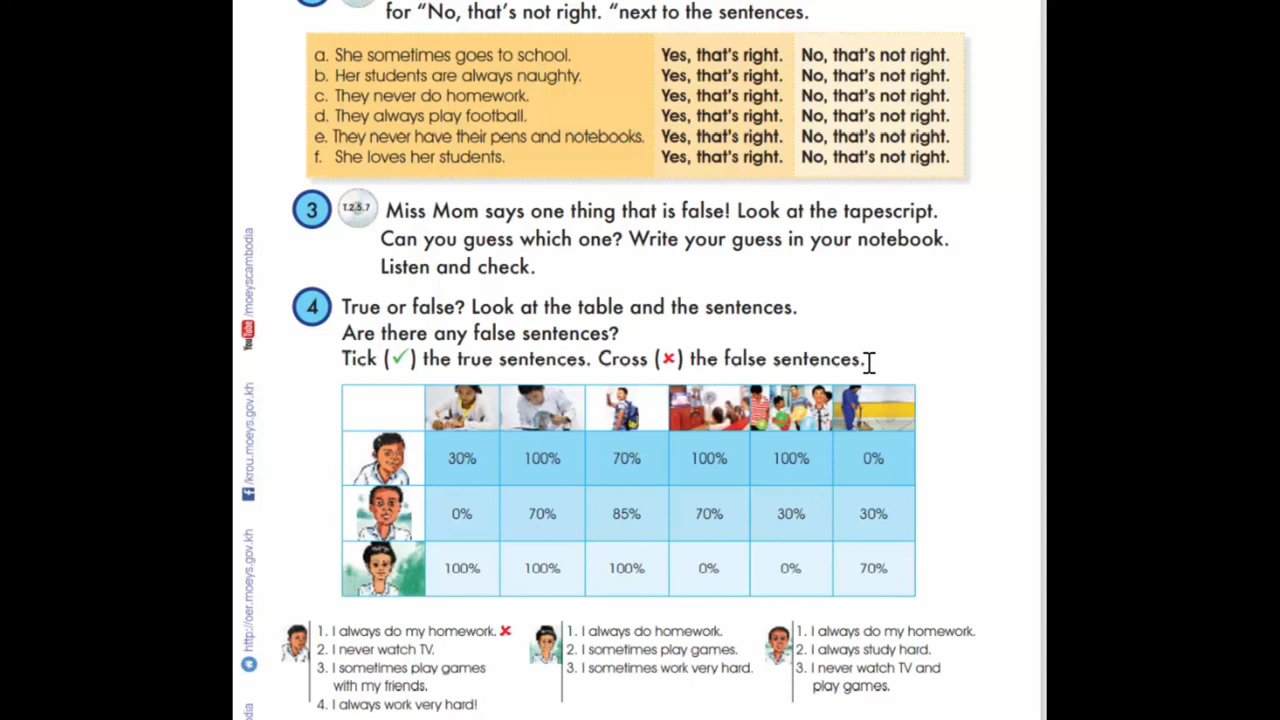 for “No, that’s not right. “next to the sentences.
a. She sometimes goes to school. Yes, that's right. No, that's not right.
b. Her students are always naughty. Yes, that's right. No, that's not right.
c. They never do homework. Yes, that's right. No, that's not right.
d. They always play football. Yes, that's right. No, that's not right.
e. They never have their pens and notebooks. Yes, that's right. No, that's not right.
f. She loves her students. Yes, that's right. No, that's not right.
3 T.2.5.7 Miss Mom says one thing that is false! Look at the tapescript.
Can you guess which one? Write your guess in your notebook.
Listen and check.
4 True or false? Look at the table and the sentences.
Are there any false sentences?
Tick (✓) the true sentences. Cross (✘) the false sentences.
30% 100% 70% 100% 100% 0%
0% 70% 85% 70% 30% 30%
100% 100% 100% 0% 0% 70%
1. I always do my homework. ✘
2. I never watch TV.
3. I sometimes play games
with my friends.
4. I always work very hard!
1. I always do homework.
2. I sometimes play games.
3. I sometimes work very hard.
1. I always do my homework.
2. I always study hard.
3. I never watch TV and
play games.
YouTube /moeyscambodia
f /krou.moeys.gov.kh
http://oer.moeys.gov.kh